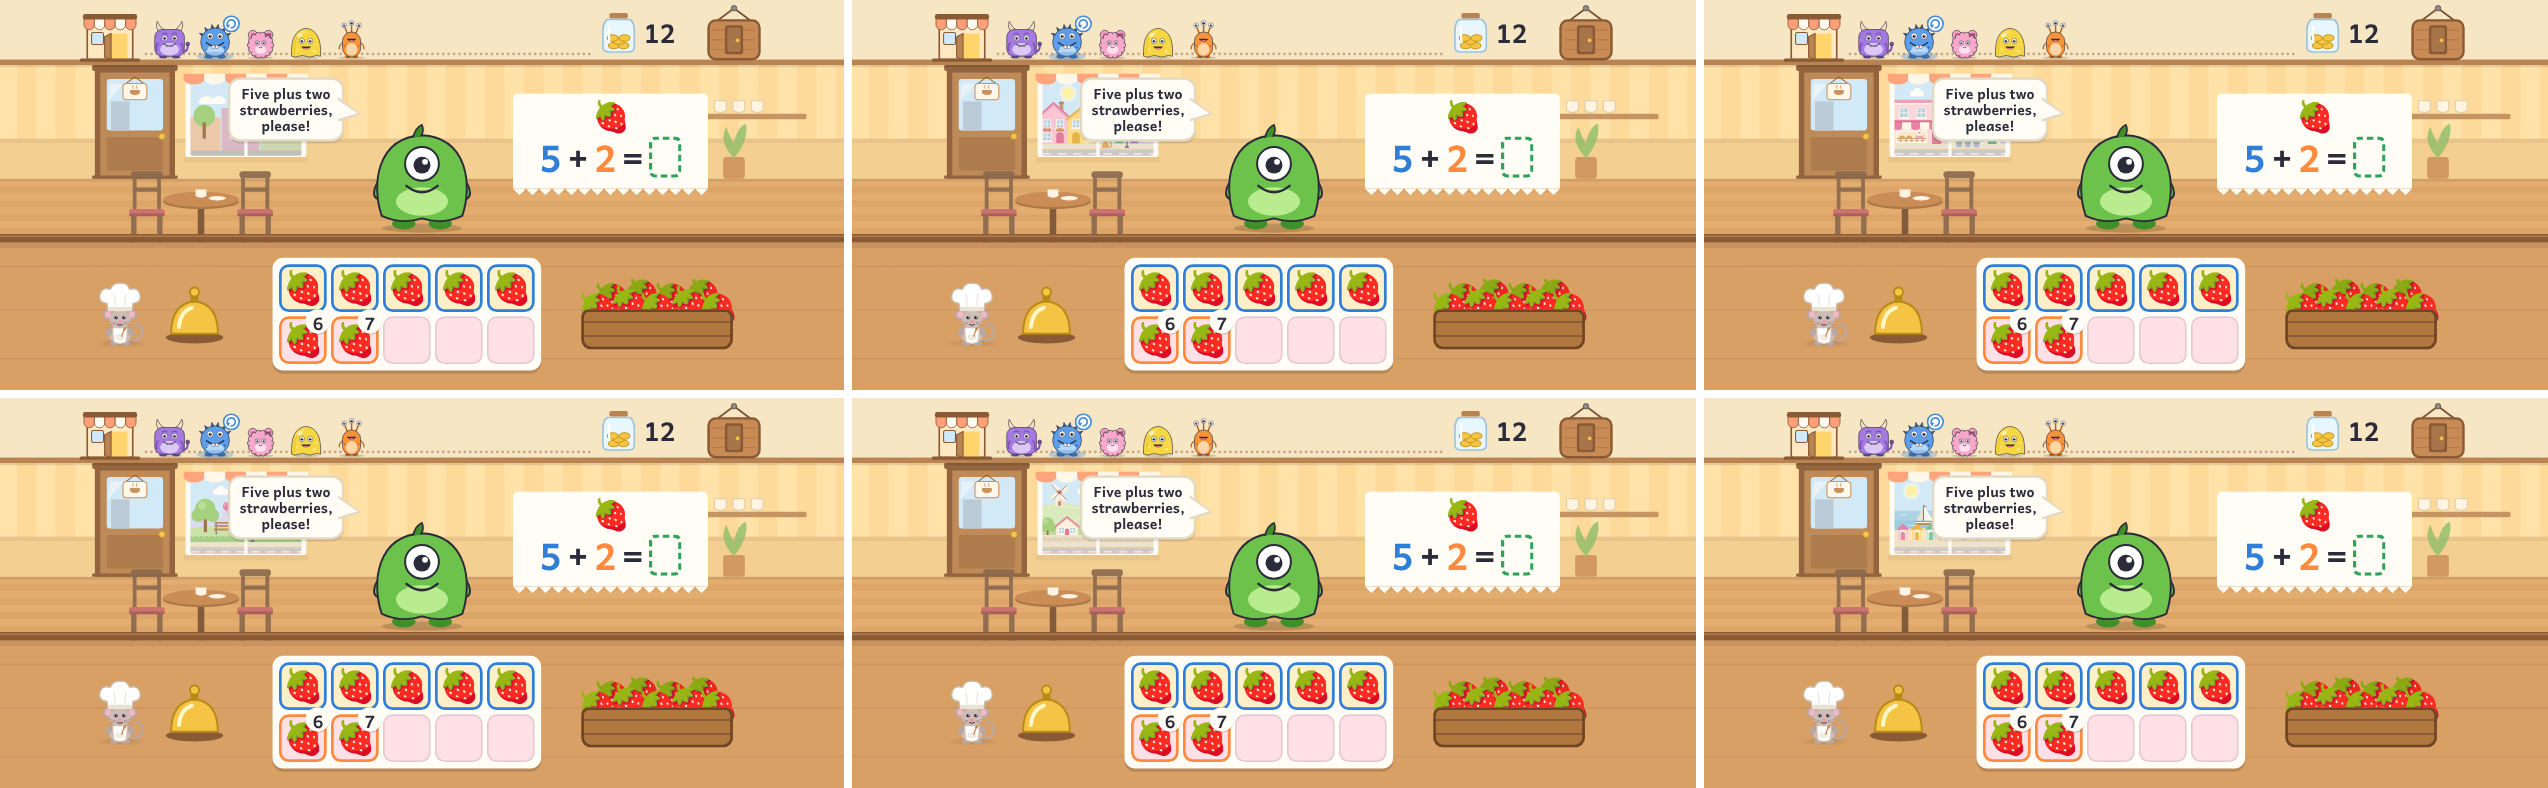 12
Five plus two
strawberries,
please!
5 + 2 =
6 7
12
Five plus two
strawberries,
please!
5 + 2 =
6 7
12
Five plus two
strawberries,
please!
5 + 2 =
6 7
12
Five plus two
strawberries,
please!
5 + 2 =
6 7
12
Five plus two
strawberries,
please!
5 + 2 =
6 7
12
Five plus two
strawberries,
please!
5 + 2 =
6 7